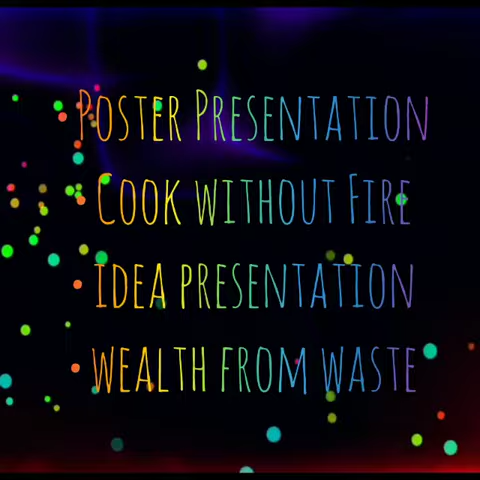 Poster Presentation
Cook without Fire
• Idea presentation
• Wealth from waste